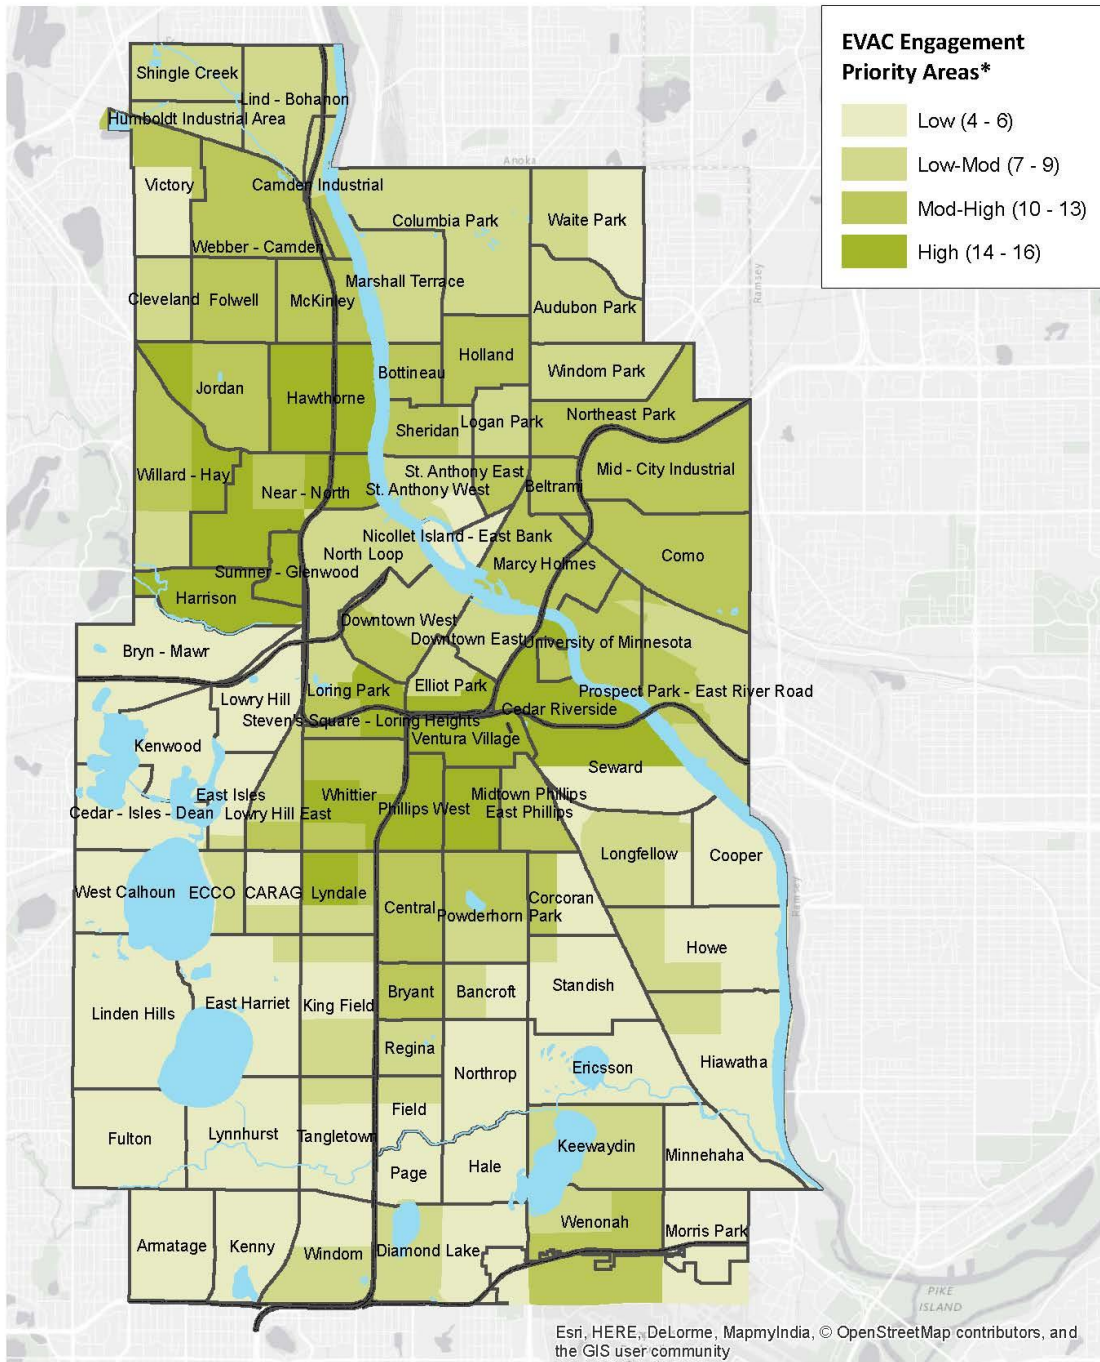 EVAC Engagement
Priority Areas*
Low (4 - 6)
Low-Mod (7 - 9)
Mod-High (10 - 13)
High (14 - 16)
Shingle Creek
Lind - Bohanon
Humboldt Industrial Area
Anoka
Victory
Camden Industrial
Columbia Park
Waite Park
Webber - Camden
Ramsey
Marshall Terrace
Cleveland
Folwell
McKinley
Audubon Park
Holland
Bottineau
Windom Park
Jordan
Hawthorne
Northeast Park
Logan Park
Sheridan
Mid - City Industrial
St. Anthony East
Willard - Hay
Beltrami
Near - North
St. Anthony West
Nicollet Island - East Bank
North Loop
Como
Marcy Holmes
Sumner - Glenwood
Harrison
Downtown West
Downtown East
University of Minnesota
Bryn - Mawr
Elliot Park
Loring Park
Prospect Park - East River Road
Lowry Hill
Cedar Riverside
Steven's Square - Loring Heights
Ventura Village
Kenwood
Seward
East Isles
Whittier
Midtown Phillips
Phillips West
East Phillips
Cedar - Isles - Dean
Lowry Hill East
Longfellow
Cooper
West Calhoun
ECCO
CARAG
Lyndale
Ramsey
Corcoran
Park
Central
Powderhorn
Howe
Standish
Bryant
Bancroft
East Harriet
King Field
Linden Hills
Regina
Hiawatha
Ericsson
Northrop
Field
Fulton
Lynnhurst
Tangletown
Keewaydin
Minnehaha
Hale
Page
Wenonah
Morris Park
Armatage
Kenny
Windom
Diamond Lake
PIKE
ISLAND
Esri, HERE, DeLorme, MapmyIndia, © OpenStreetMap contributors, and
the GIS user community